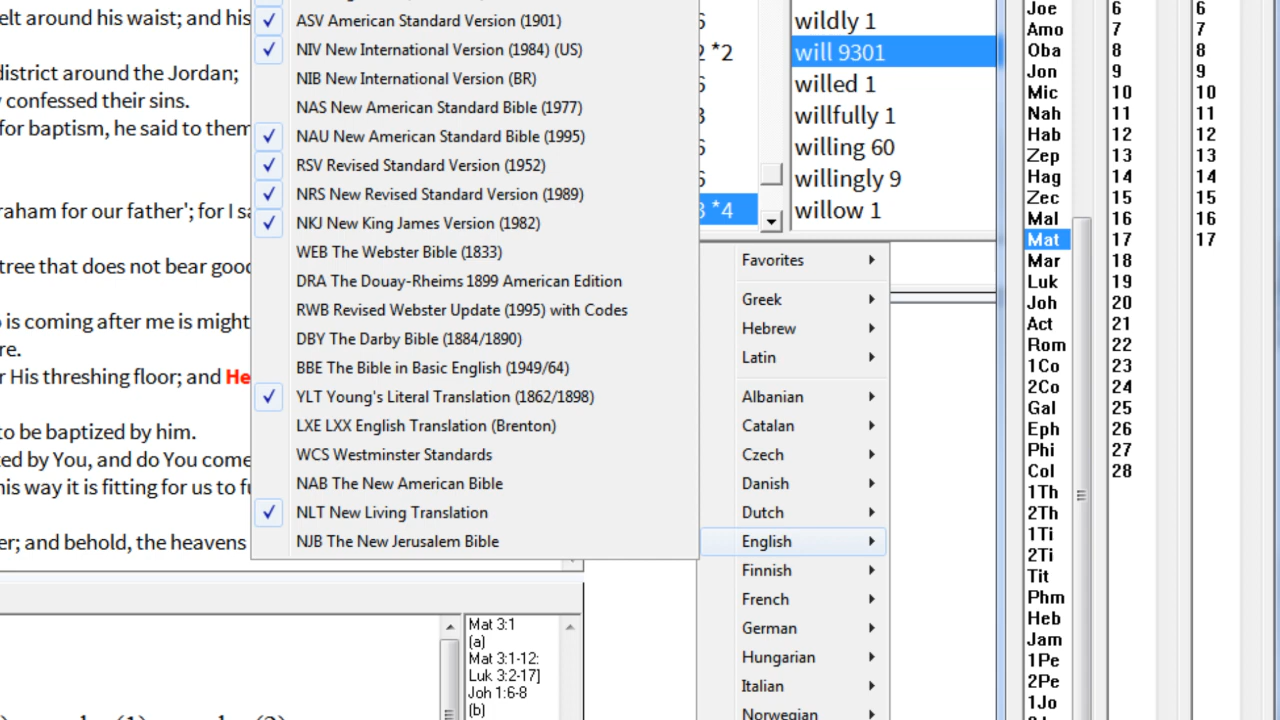 elt around his waist; and his
district around the Jordan;
confessed their sins.
for baptism, he said to them
raham for our father'; for I sa
tree that does not bear good
is coming after me is might
re.
r His threshing floor; and He
to be baptized by him.
ted by You, and do You come
his way it is fitting for us to fu
er; and behold, the heavens
ASV American Standard Version (1901)
NIV New International Version (1984) (US)
NIB New International Version (BR)
NAS New American Standard Bible (1977)
NAU New American Standard Bible (1995)
RSV Revised Standard Version (1952)
NRS New Revised Standard Version (1989)
NKJ New King James Version (1982)
WEB The Webster Bible (1833)
DRA The Douay-Rheims 1899 American Edition
RWB Revised Webster Update (1995) with Codes
DBY The Darby Bible (1884/1890)
BBE The Bible in Basic English (1949/64)
YLT Young's Literal Translation (1862/1898)
LXE LXX English Translation (Brenton)
WCS Westminster Standards
NAB The New American Bible
NLT New Living Translation
NJB The New Jerusalem Bible
6
2 *2
6
3
6
6
3 *4
wildly 1
will 9301
willed 1
willfully 1
willing 60
willingly 9
willow 1
Favorites
Greek
Hebrew
Latin
Albanian
Catalan
Czech
Danish
Dutch
English
Finnish
French
German
Hungarian
Italian
Norwegian
Mat 3:1
(a)
Mat 3:1-12:
Luk 3:2-17]
Joh 1:6-8
(b)
Joe 6 6
Amo 7 7
Oba 8 8
Jon 9 9
Mic 10 10
Nah 11 11
Hab 12 12
Zep 13 13
Hag 14 14
Zec 15 15
Mal 16 16
Mat 17 17
Mar 18
Luk 19
Joh 20
Act 21
Rom 22
1Co 23
2Co 24
Gal 25
Eph 26
Phi 27
Col 28
1Th
2Th
1Ti
2Ti
Tit
Phm
Heb
Jam
1Pe
2Pe
1Jo